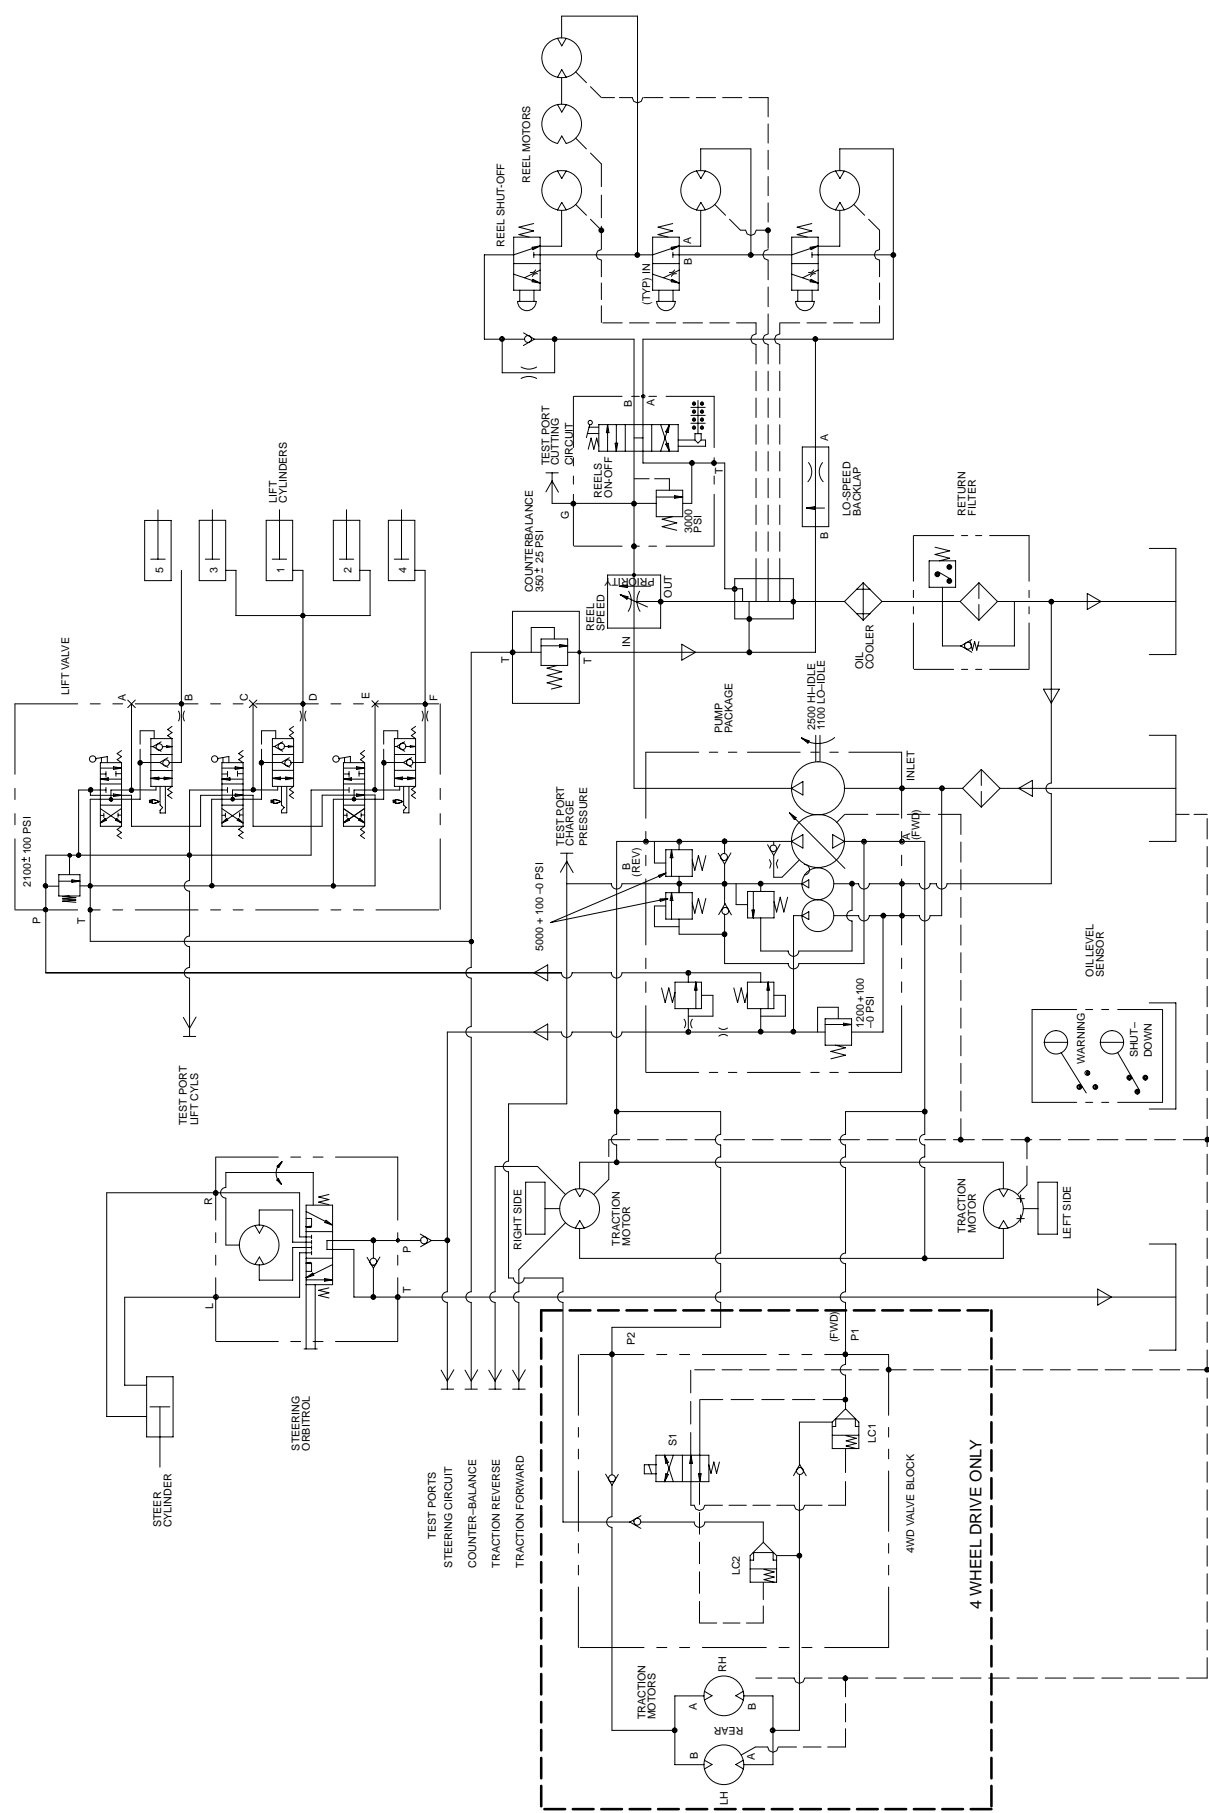 STEER
CYLINDER
STEERING
ORBITROL
L
R
T
P
TEST PORT
LIFT CYLS
LIFT VALVE
2100± 100 PSI
P
T
A
B
C
D
E
F
LIFT
CYLINDERS
5
3
1
2
4
REEL SHUT-OFF
REEL MOTORS
(TYP) IN
B
A
COUNTERBALANCE
350± 25 PSI
T
T
TEST PORT
CUTTING
CIRCUIT
G
REELS
ON-OFF
B
A
T
3000
PSI
REEL
SPEED
PRIORITY
IN
OUT
LO-SPEED
BACKLAP
B
A
OIL
COOLER
RETURN
FILTER
PUMP
PACKAGE
2500 HI-IDLE
1100 LO-IDLE
INLET
TEST PORT
CHARGE
PRESSURE
5000 + 100 –0 PSI
B
(REV)
A
(FWD)
1200+100
–0 PSI
OIL LEVEL
SENSOR
WARNING
SHUT–
DOWN
RIGHT SIDE
TRACTION
MOTOR
TRACTION
MOTOR
LEFT SIDE
TEST PORTS
STEERING CIRCUIT
COUNTER–BALANCE
TRACTION REVERSE
TRACTION FORWARD
P2
(FWD)
P1
S1
LC1
LC2
4WD VALVE BLOCK
4 WHEEL DRIVE ONLY
TRACTION
MOTORS
A
RH
B
REAR
B
LH
A